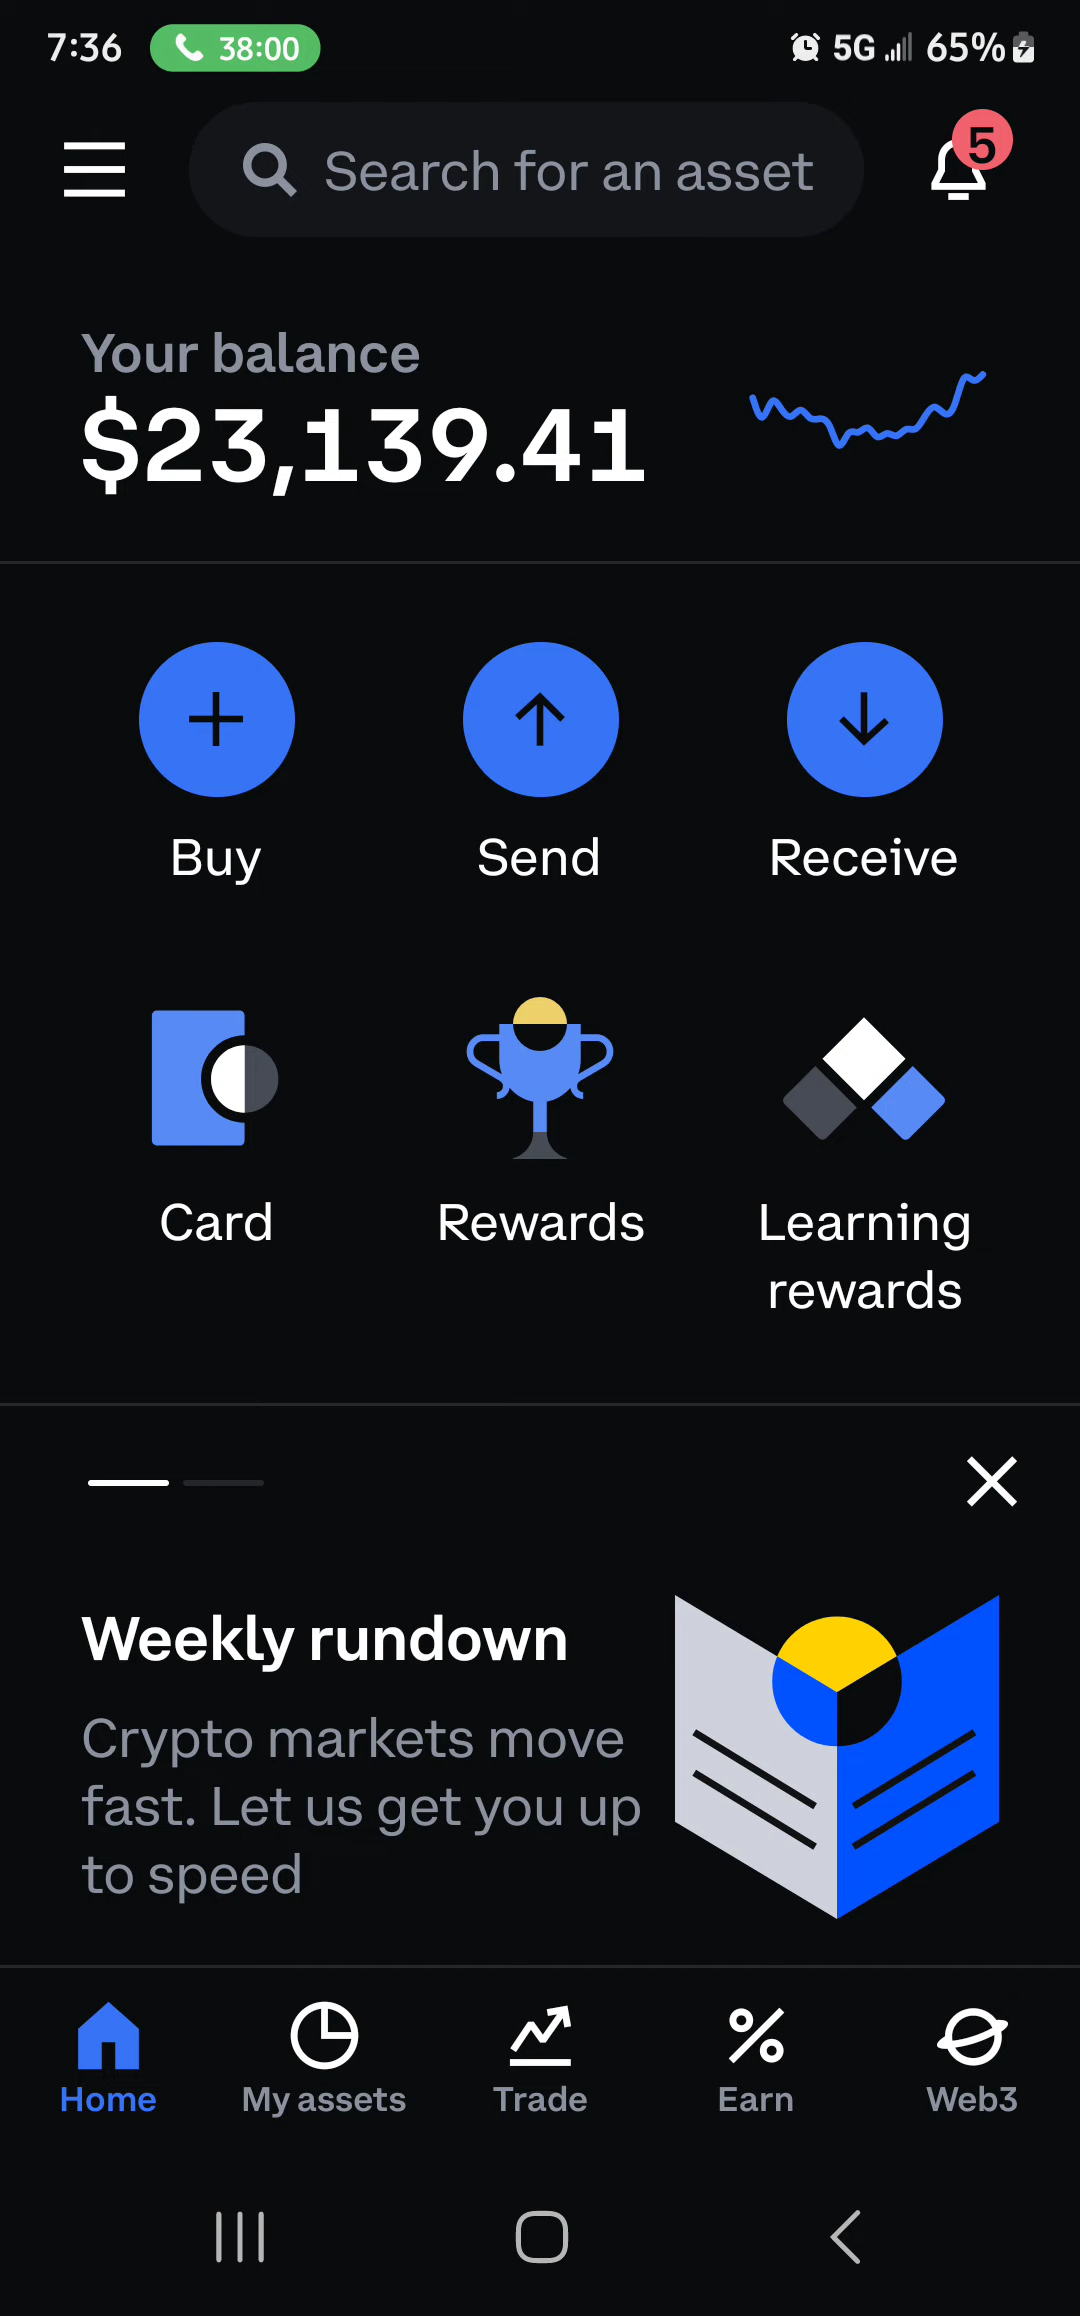 7:36 38:00 5G 65%
Search for an asset 5
Your balance
$23,139.41
Buy Send Receive
Card Rewards Learning
rewards
Weekly rundown
Crypto markets move
fast. Let us get you up
to speed
Home My assets Trade Earn Web3